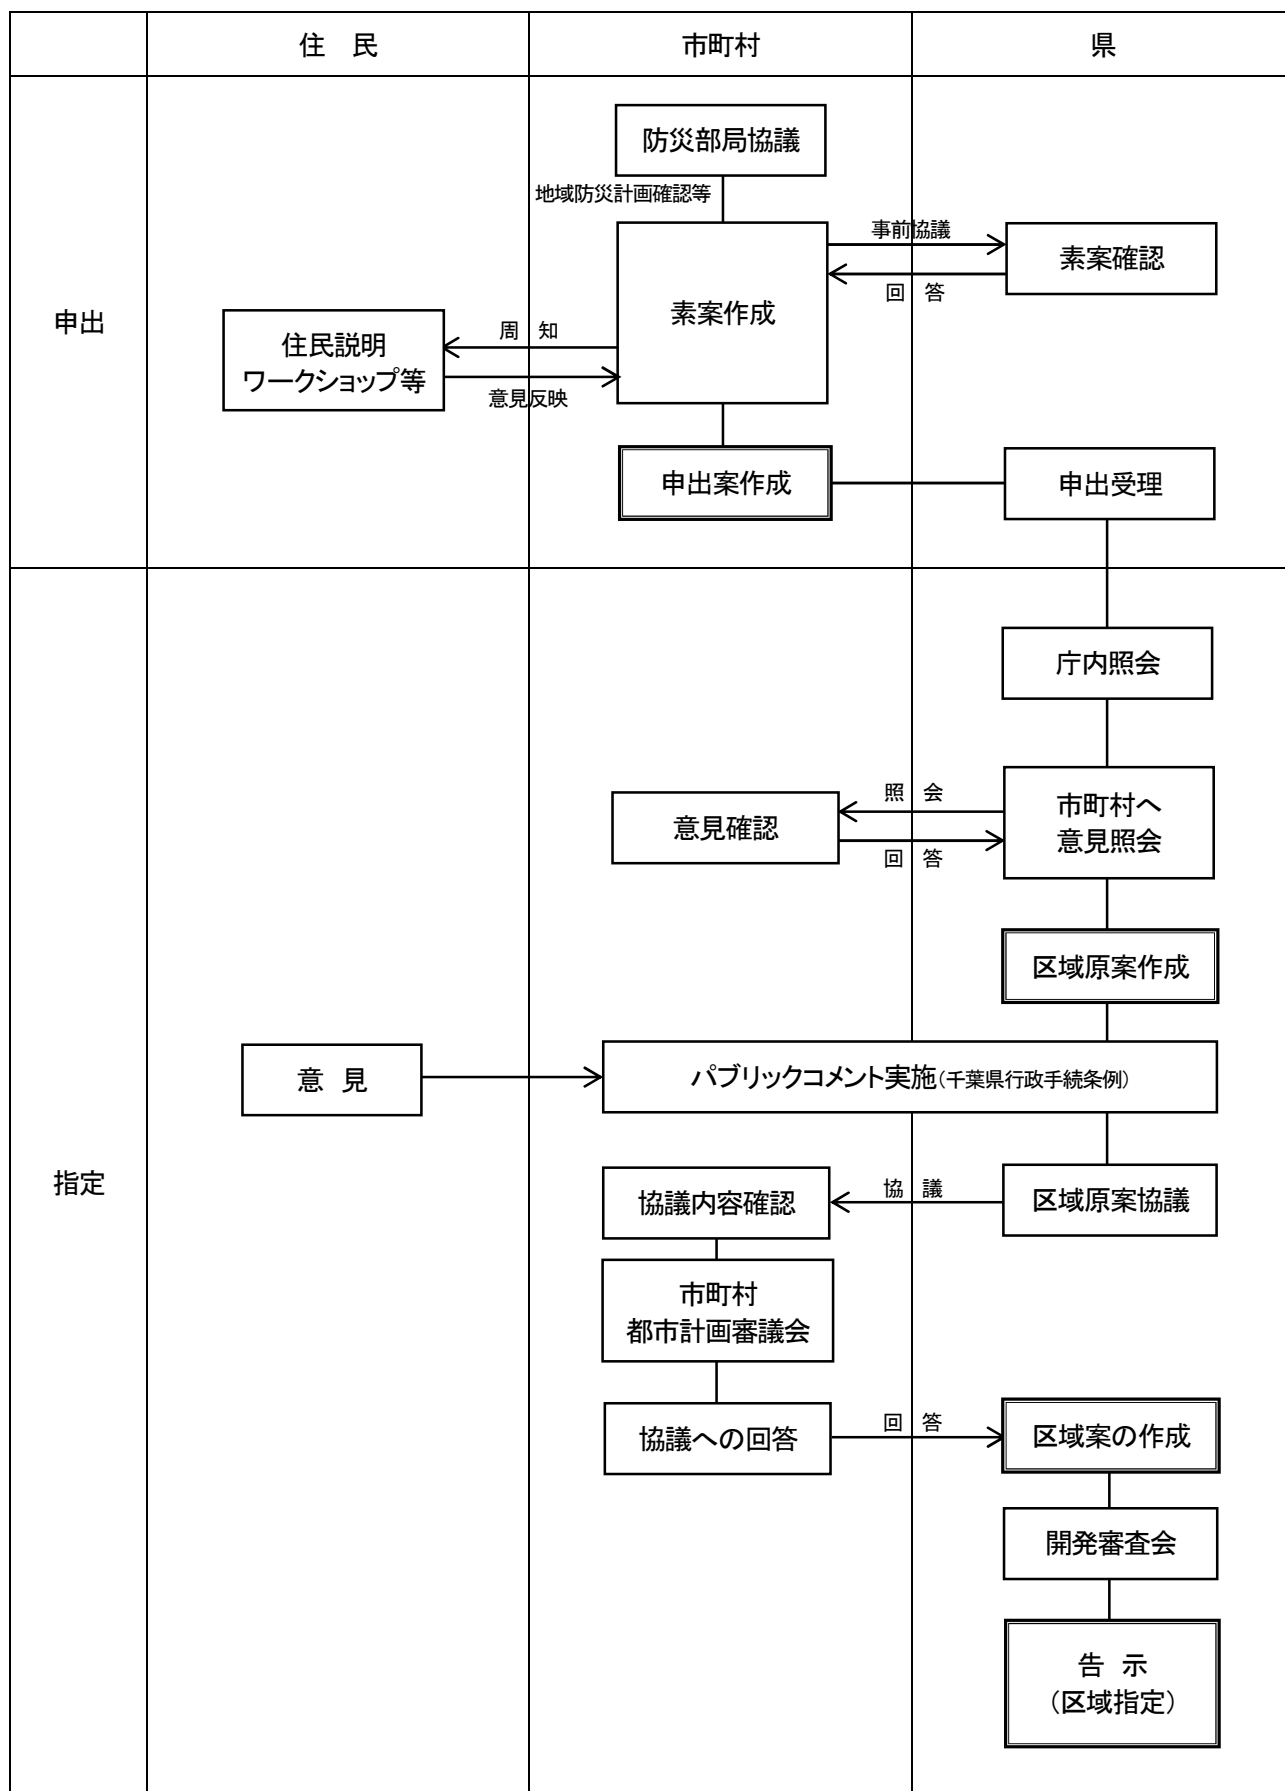 住　民
市町村
県
申出
防災部局協議
地域防災計画確認等
事前協議
素案確認
回　答
素案作成
周　知
住民説明
ワークショップ等
意見反映
申出案作成
申出受理
指定
庁内照会
照　会
市町村へ
意見照会
意見確認
回　答
区域原案作成
意　見
パブリックコメント実施(千葉県行政手続条例)
協　議
区域原案協議
協議内容確認
市町村
都市計画審議会
協議への回答
回　答
区域案の作成
開発審査会
告　示
(区域指定)